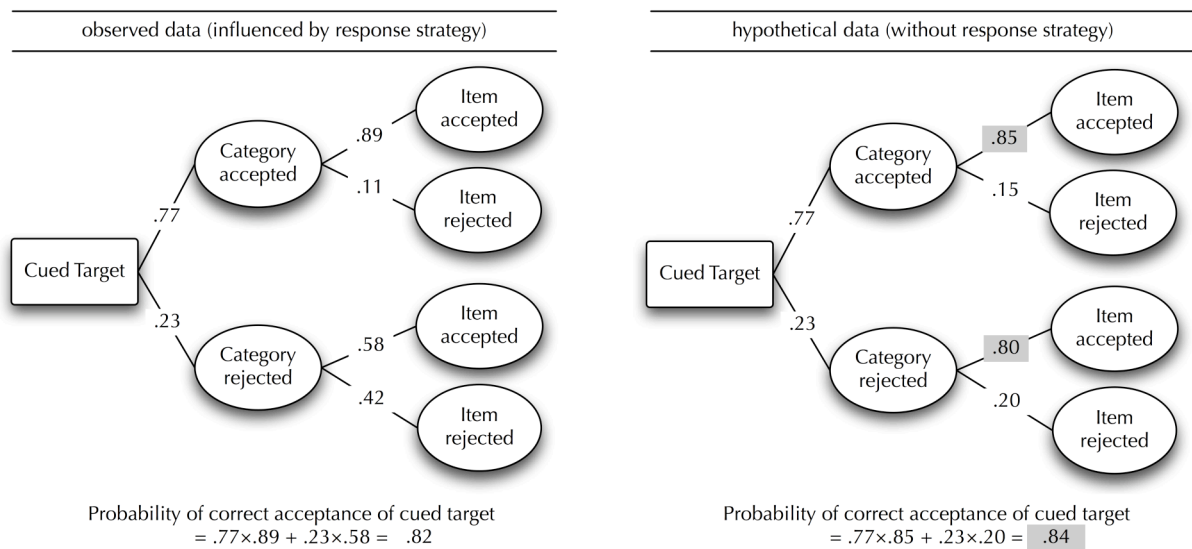 observed data (influenced by response strategy)
Item
accepted
.89
Category
accepted
.11
Item
rejected
.77
Cued Target
.23
Item
accepted
.58
Category
rejected
.42
Item
rejected
Probability of correct acceptance of cued target
= .77×.89 + .23×.58 = .82
hypothetical data (without response strategy)
Item
accepted
.85
Category
accepted
.15
Item
rejected
.77
Cued Target
.23
Item
accepted
.80
Category
rejected
.20
Item
rejected
Probability of correct acceptance of cued target
= .77×.85 + .23×.20 = .84